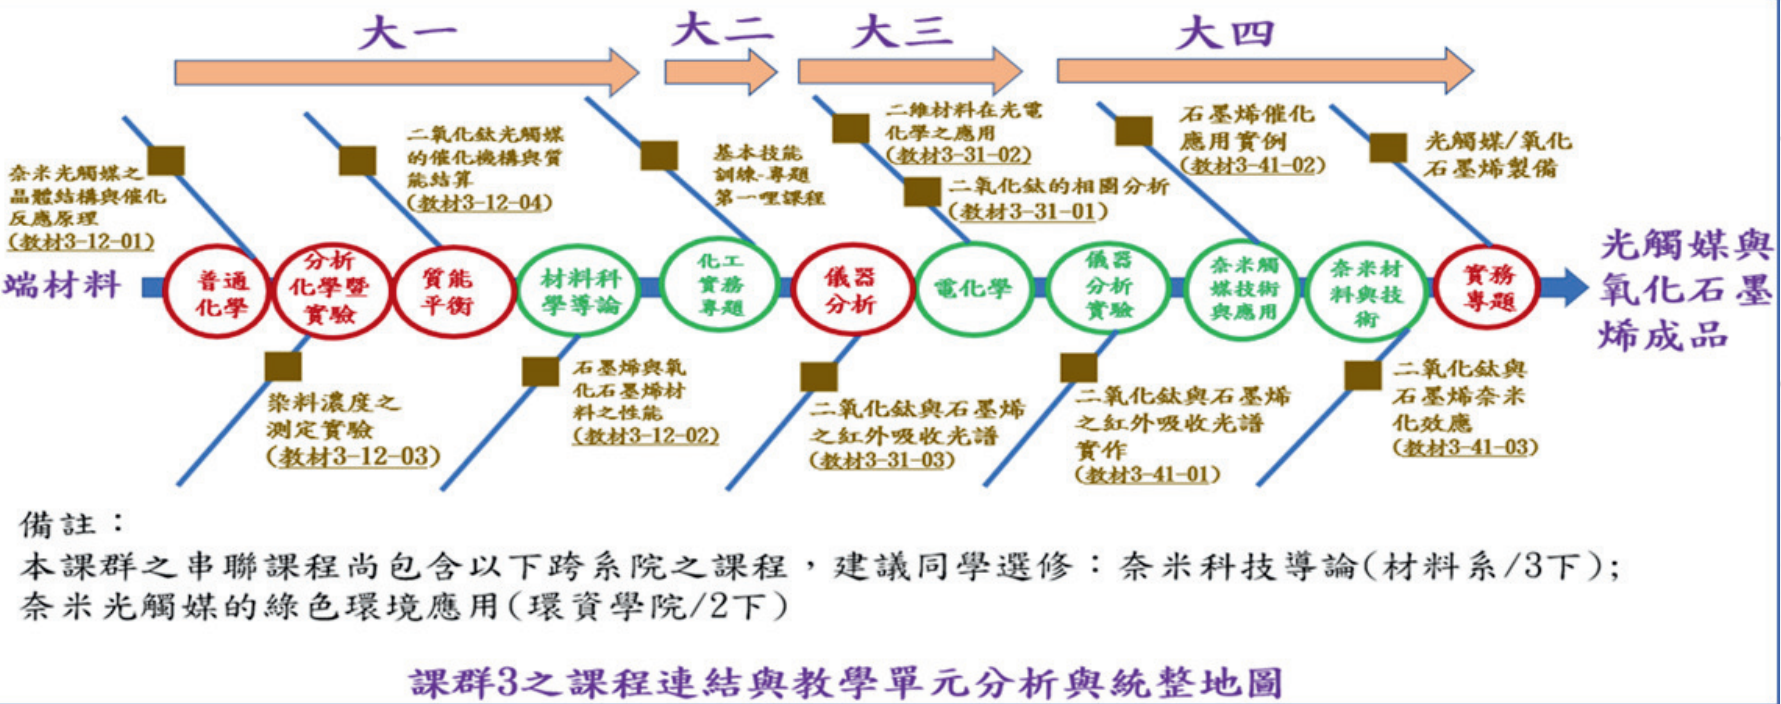 大一
大二
大三
大四
奈米光觸媒之
晶體結構與催化
反應原理
(教材3-12-01)
二氧化鈦光觸媒
的催化機構與質
能結算
(教材3-12-04)
基本技能
訓練-專題
第一哩課程
二維材料在光電
化學之應用
(教材3-31-02)
二氧化鈦的相圖分析
(教材3-31-01)
石墨烯催化
應用實例
(教材3-41-02)
光觸媒/氧化
石墨烯製備
端材料
普通
化學
分析
化學暨
實驗
質能
平衡
材料科
學導論
化工
實務
專題
儀器
分析
電化學
儀器
分析
實驗
奈米觸
媒技術
與應用
奈米材
料與技
術
實務
專題
光觸媒與
氧化石墨
烯成品
染料濃度之
測定實驗
(教材3-12-03)
石墨烯與氧
化石墨烯材
料之性能
(教材3-12-02)
二氧化鈦與石墨烯
之紅外吸收光譜
(教材3-31-03)
二氧化鈦與石墨烯
之紅外吸收光譜
實作
(教材3-41-01)
二氧化鈦與
石墨烯奈米
化效應
(教材3-41-03)
備註：
本課群之串聯課程尚包含以下跨系院之課程，建議同學選修：奈米科技導論(材料系/3下);
奈米光觸媒的綠色環境應用(環資學院/2下)
課群3之課程連結與教學單元分析與統整地圖